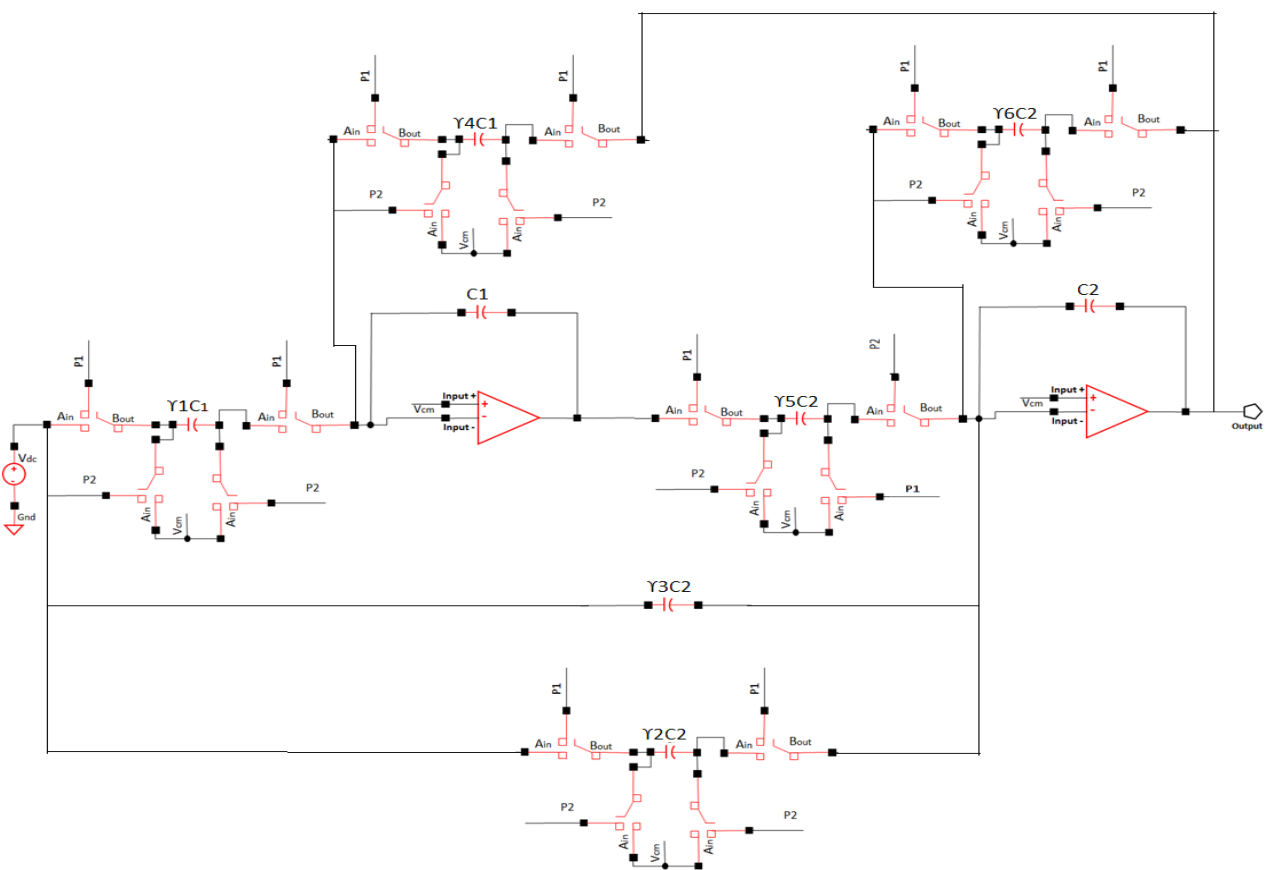 P1
P1
Ain
Bout
ϒ4C1
Ain
Bout
P2
P2
Ain
Vcm
Ain
P1
P1
Ain
Bout
ϒ6C2
Ain
Bout
P2
P2
Ain
Vcm
Ain
C1
Input +
Vcm
+
-
Input -
C2
Input +
Vcm
+
-
Input -
Output
P1
P1
Ain
Bout
ϒ1C1
Ain
Bout
Vdc
+
-
Gnd
P2
P2
Ain
Vcm
Ain
P1
P2
Ain
Bout
ϒ5C2
Ain
Bout
P2
P1
Ain
Vcm
Ain
ϒ3C2
P1
P1
Ain
Bout
ϒ2C2
Ain
Bout
P2
P2
Ain
Vcm
Ain